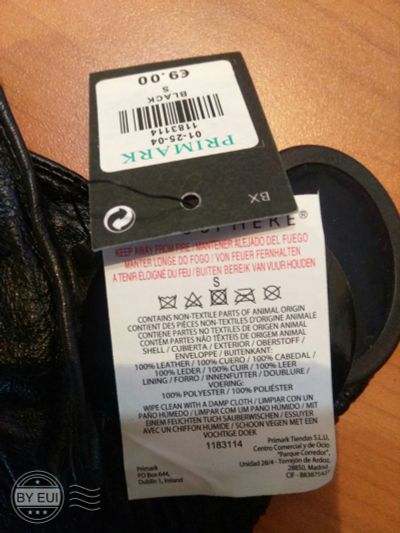 €9.00
S
BLACK
01-25-04
1183114
PRIMARK
BX
SPHERE®
KEEP AWAY FROM FIRE / MANTENER ALEJADO DEL FUEGO
MANTER LONGE DO FOGO / VON FEUER FERNHALTEN
A TENIR ÉLOIGNÉ DU FEU / BUITEN BEREIK VAN VUUR HOUDEN
S
CONTAINS NON-TEXTILE PARTS OF ANIMAL ORIGIN
CONTIENT DES PIÈCES NON-TEXTILES D'ORIGINE ANIMALE
CONTIENE PARTES NO TEXTILES DE ORIGEN ANIMAL
CONTÉM PARTES NÃO TÊXTEIS DE ORIGEM ANIMAL
SHELL / CUBIERTA / EXTERIOR / OBERSTOFF /
ENVELOPPE / BUITENKANT:
100% LEATHER / 100% CUERO / 100% CABEDAL /
100% LEDER / 100% CUIR / 100% LEER
LINING / FORRO / INNENFUTTER / DOUBLURE /
VOERING:
100% POLYESTER / 100% POLIÉSTER
WIPE CLEAN WITH A DAMP CLOTH / LIMPIAR CON UN
PAÑO HÚMEDO / LIMPAR COM UM PANO HÚMIDO / MIT
EINEM FEUCHTEN TUCH SAUBERWISCHEN / ESSUYER
AVEC UN CHIFFON HUMIDE / SCHOON VEGEN MET EEN
VOCHTIGE DOEK
1183114
Primark
PO Box 644,
Dublin 1, Ireland
Primark Tiendas S.L.U,
Centro Comercial y de Ocio
"Parque Corredor",
Unidad 28/4 - Torrejón de Ardoz,
28850, Madrid
CIF -
BY EUI